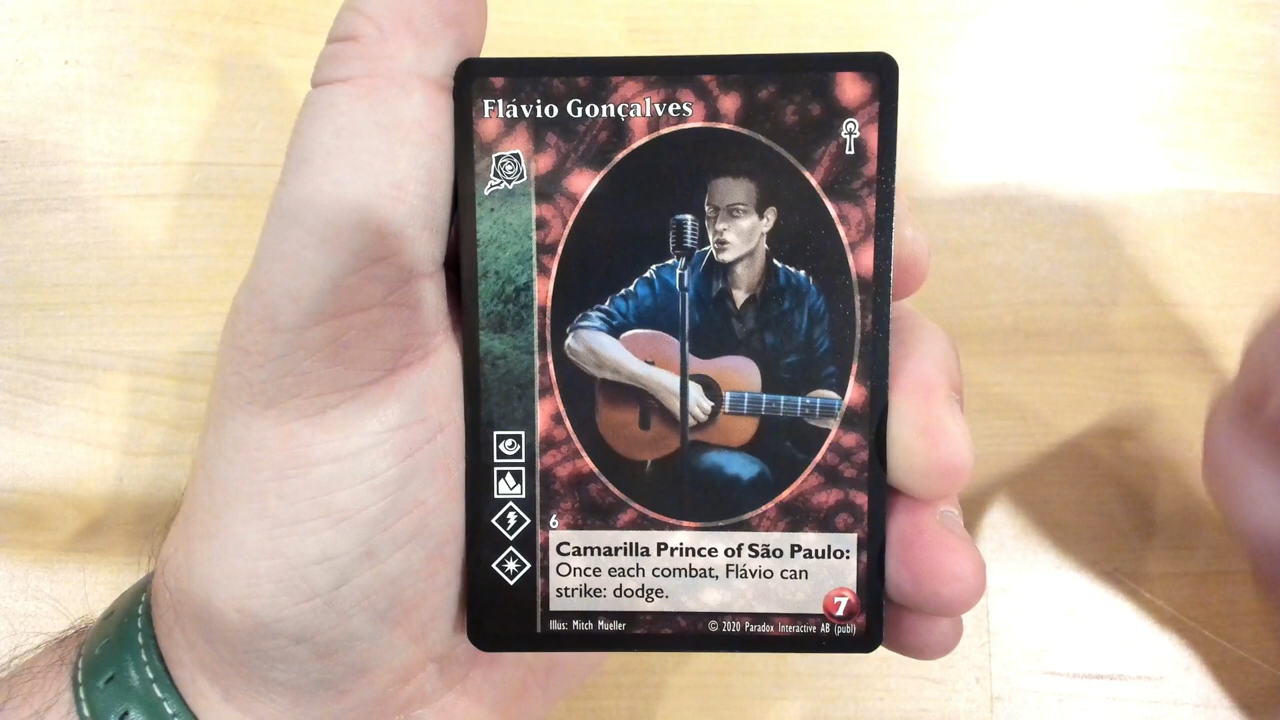 Flávio Gonçalves
6
Camarilla Prince of São Paulo:
Once each combat, Flávio can
strike: dodge.
7
Illus: Mitch Mueller
© 2020 Paradox Interactive AB (publ)